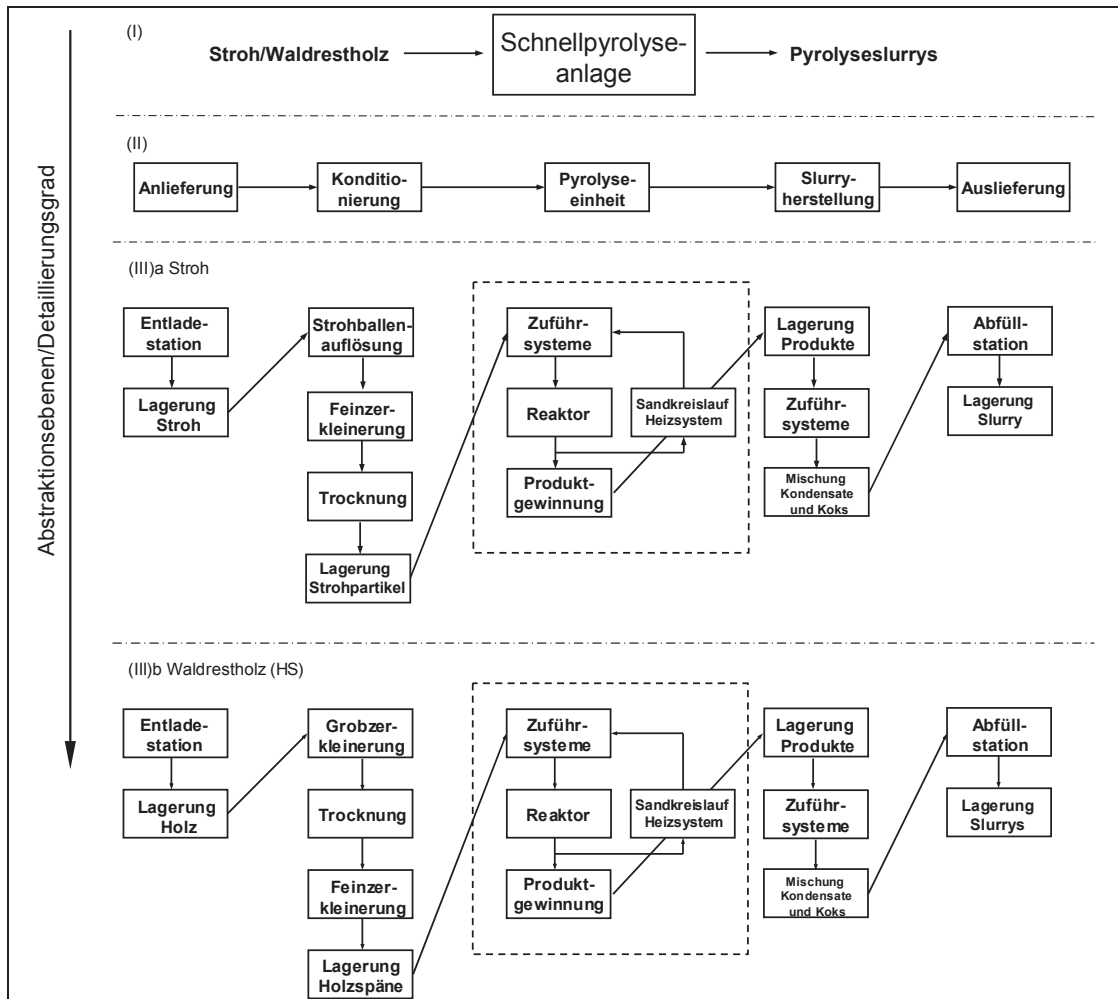 Abstraktionsebenen/Detaillierungsgrad
(I)
Stroh/Waldrestholz
Schnellpyrolyse-
anlage
Pyrolyseslurrys
(II)
Anlieferung
Konditio-
nierung
Pyrolyse-
einheit
Slurry-
herstellung
Auslieferung
(III)a Stroh
Entlade-
station
Lagerung
Stroh
Strohballen-
auflösung
Feinzer-
kleinerung
Trocknung
Lagerung
Strohpartikel
Zuführ-
systeme
Reaktor
Produkt-
gewinnung
Sandkreislauf
Heizsystem
Lagerung
Produkte
Zuführ-
systeme
Mischung
Kondensate
und Koks
Abfüll-
station
Lagerung
Slurry
(III)b Waldrestholz (HS)
Entlade-
station
Lagerung
Holz
Grobzer-
kleinerung
Trocknung
Feinzer-
kleinerung
Lagerung
Holzspäne
Zuführ-
systeme
Reaktor
Produkt-
gewinnung
Sandkreislauf
Heizsystem
Lagerung
Produkte
Zuführ-
systeme
Mischung
Kondensate
und Koks
Abfüll-
station
Lagerung
Slurrys